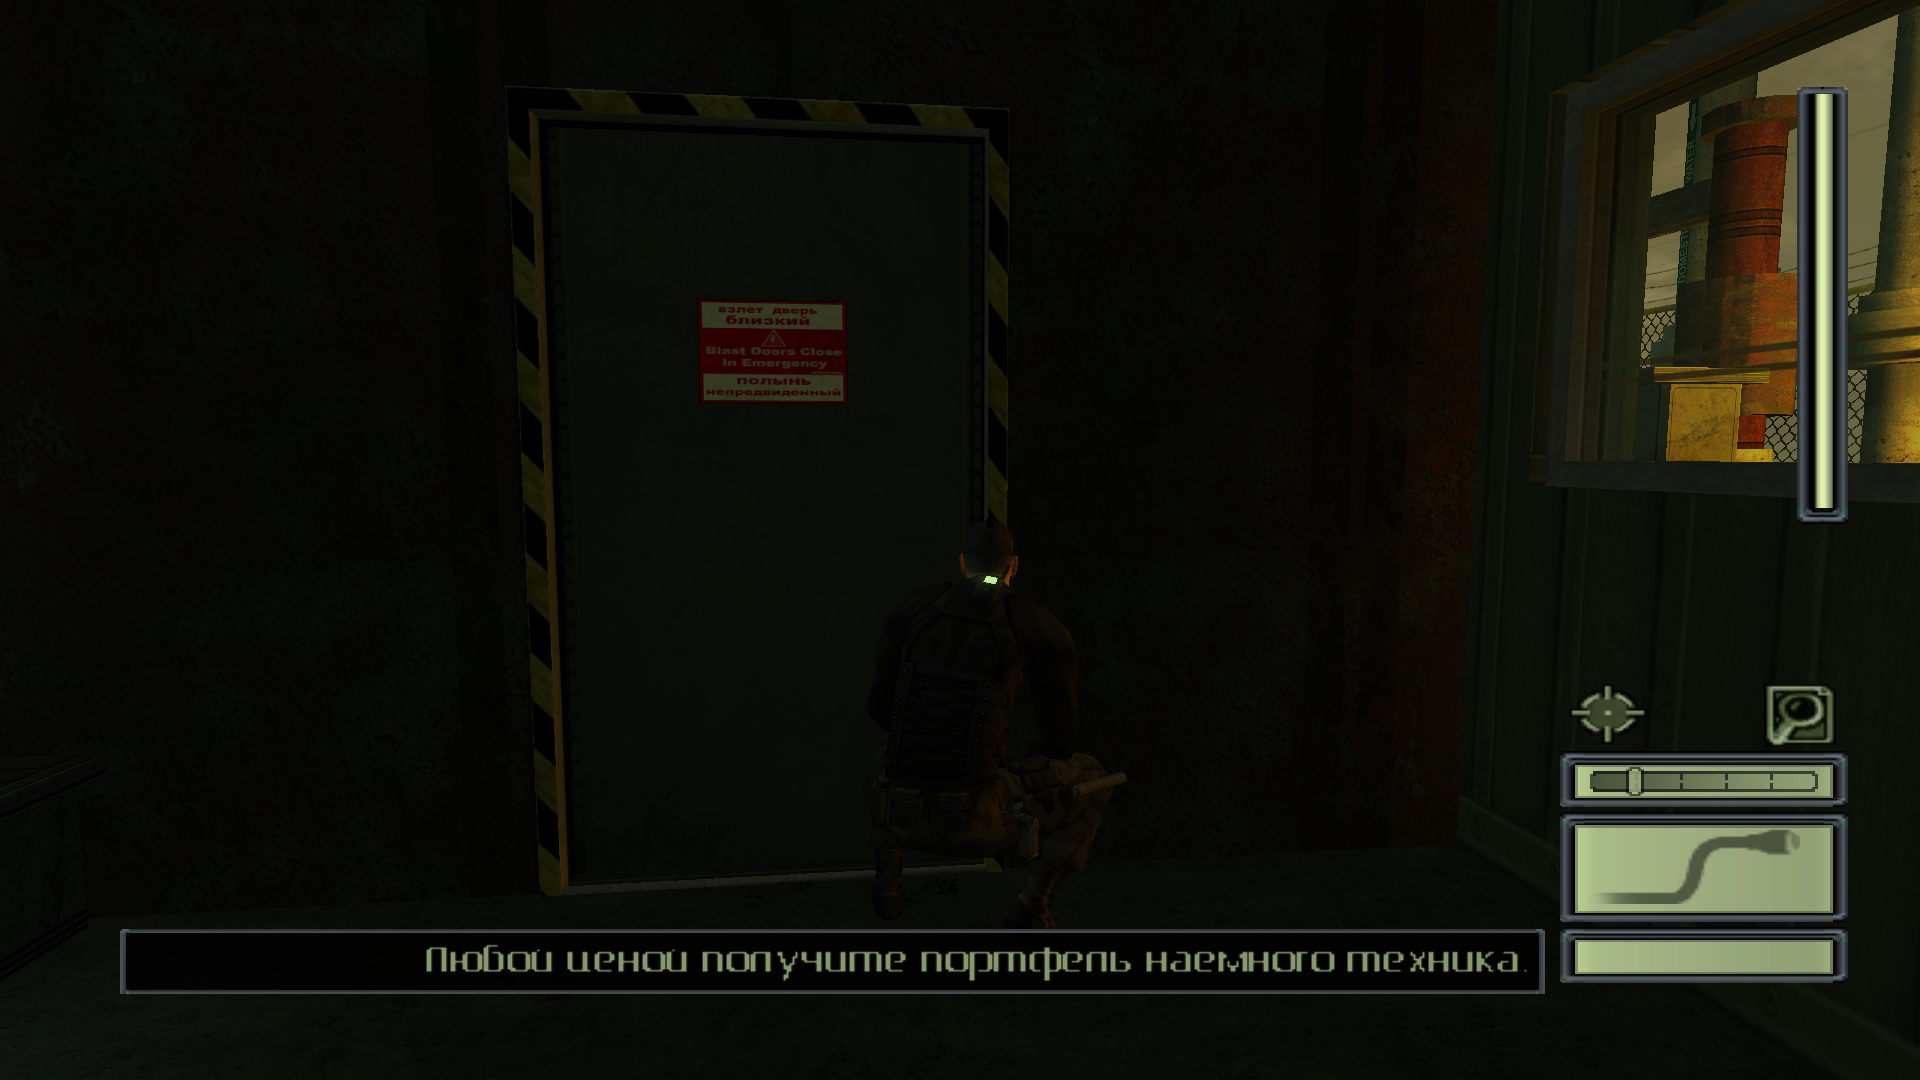 взлет дверь
близкий
Blast Doors Close
In Emergency
полынь
непредвиденный
Любой ценой получите портфель наемного техника.